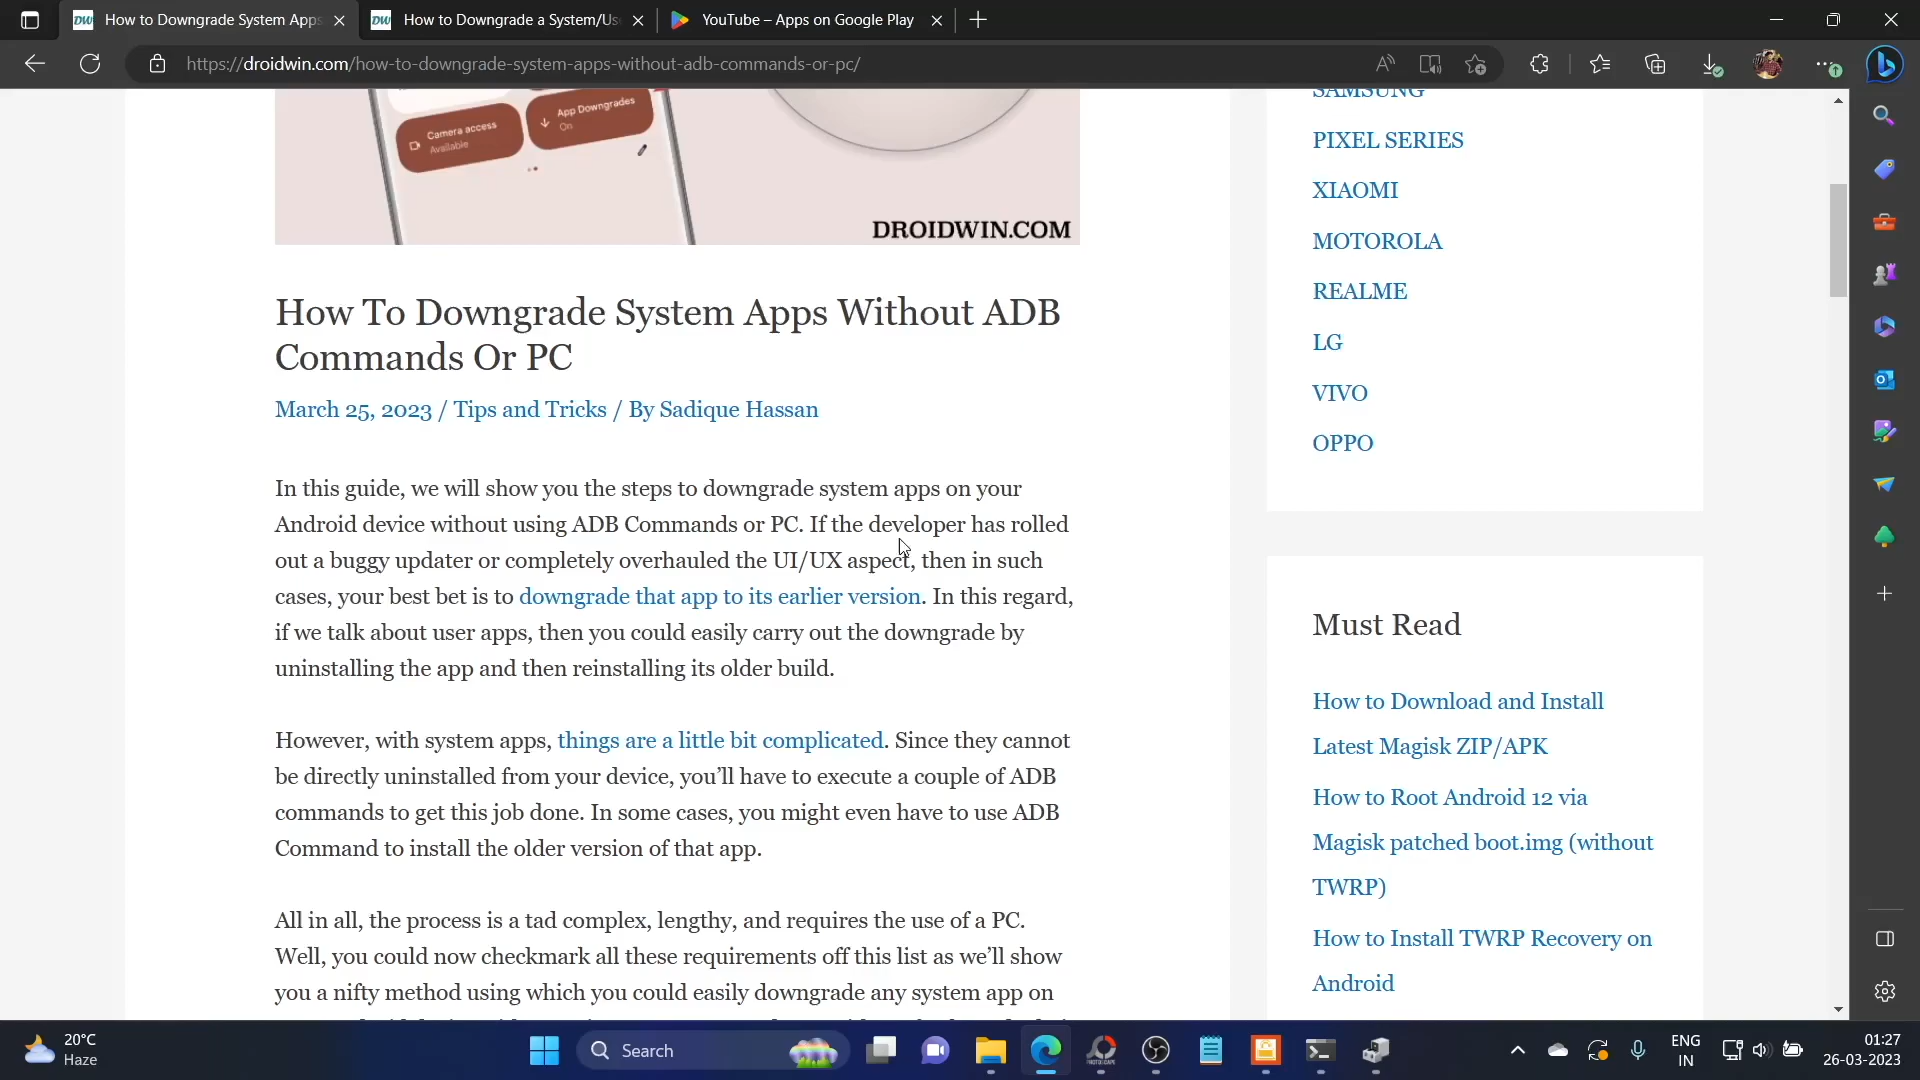 How to Downgrade System Apps
How to Downgrade a System/Us
YouTube – Apps on Google Play
https://droidwin.com/how-to-downgrade-system-apps-without-adb-commands-or-pc/
Camera access
Available
App Downgrades
On
DROIDWIN.COM
How To Downgrade System Apps Without ADB
Commands Or PC
March 25, 2023 / Tips and Tricks / By Sadique Hassan
In this guide, we will show you the steps to downgrade system apps on your
Android device without using ADB Commands or PC. If the developer has rolled
out a buggy updater or completely overhauled the UI/UX aspect, then in such
cases, your best bet is to downgrade that app to its earlier version. In this regard,
if we talk about user apps, then you could easily carry out the downgrade by
uninstalling the app and then reinstalling its older build.
However, with system apps, things are a little bit complicated. Since they cannot
be directly uninstalled from your device, you'll have to execute a couple of ADB
commands to get this job done. In some cases, you might even have to use ADB
Command to install the older version of that app.
All in all, the process is a tad complex, lengthy, and requires the use of a PC.
Well, you could now checkmark all these requirements off this list as we'll show
you a nifty method using which you could easily downgrade any system app on
SAMSUNG
PIXEL SERIES
XIAOMI
MOTOROLA
REALME
LG
VIVO
OPPO
Must Read
How to Download and Install
Latest Magisk ZIP/APK
How to Root Android 12 via
Magisk patched boot.img (without
TWRP)
How to Install TWRP Recovery on
Android
20°C
Haze
Search
ENG
IN
01:27
26-03-2023